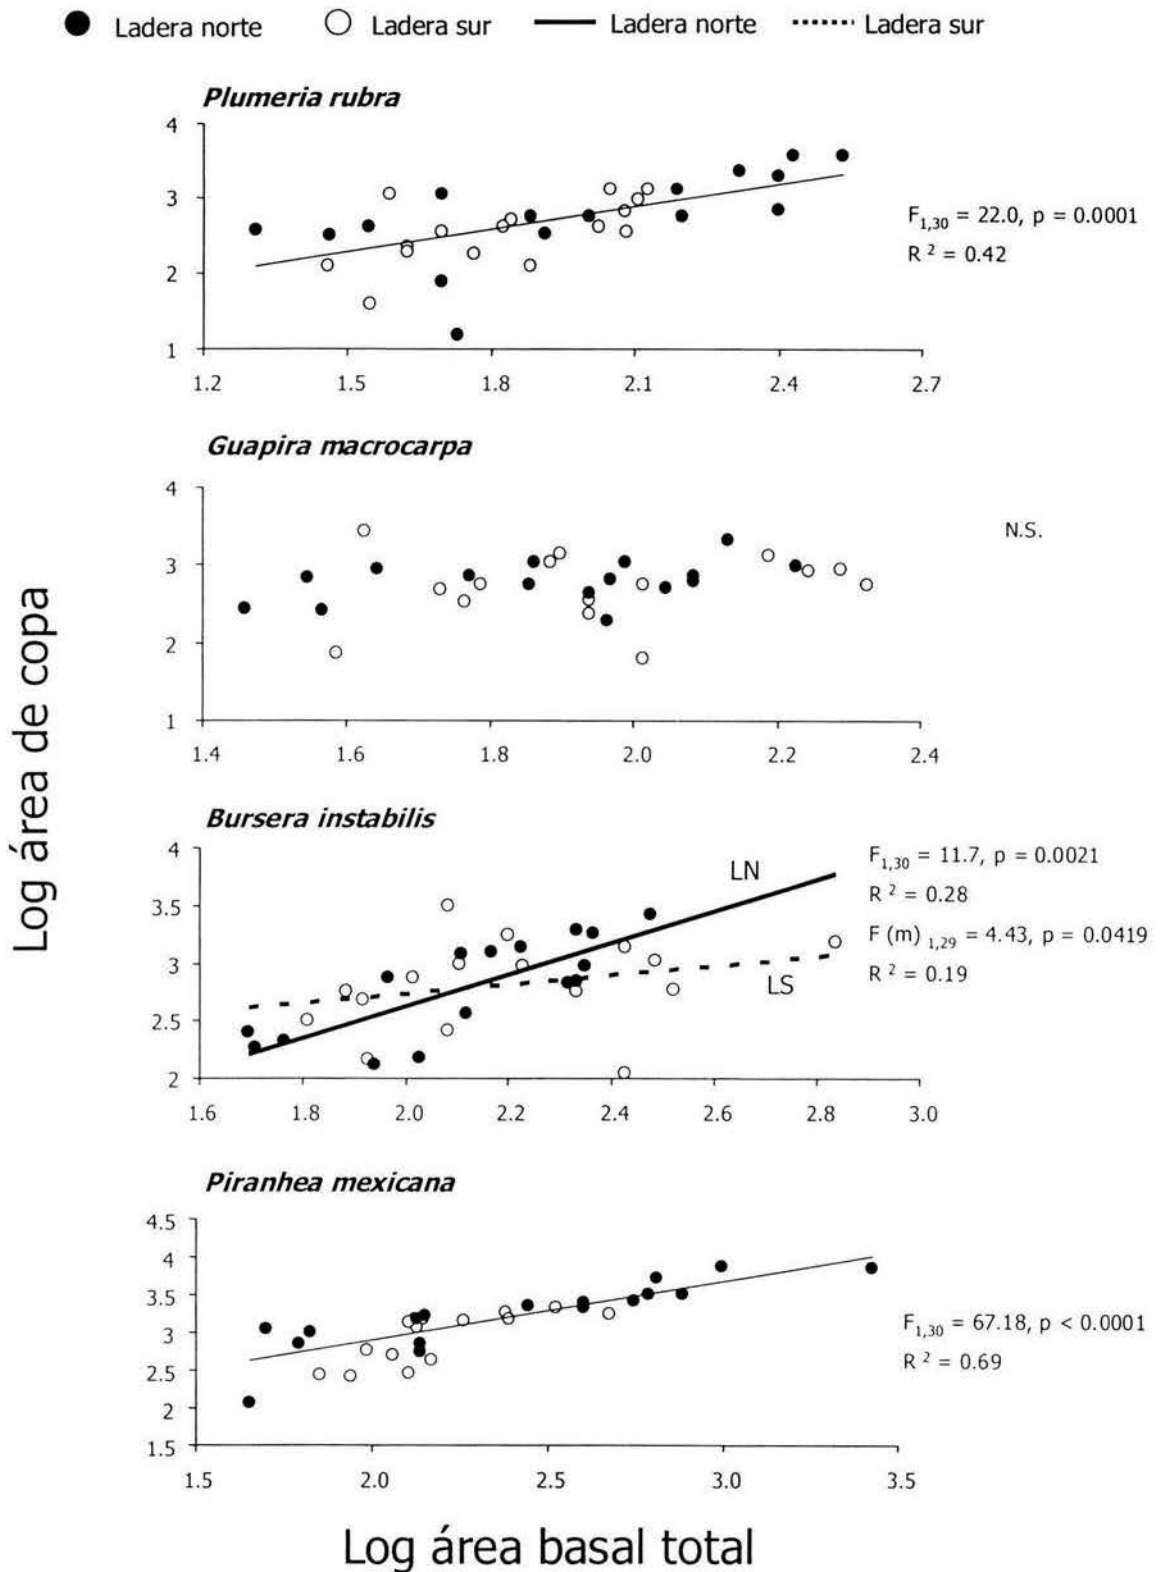 Ladera norte Ladera sur Ladera norte Ladera sur
Plumeria rubra
4
3
2
1
1.2 1.5 1.8 2.1 2.4 2.7
F1,30 = 22.0, p = 0.0001
R 2 = 0.42
Guapira macrocarpa
4
3
2
1
1.4 1.6 1.8 2.0 2.2 2.4
N.S.
Log área de copa
Bursera instabilis
4
3.5
3
2.5
2
1.6 1.8 2.0 2.2 2.4 2.6 2.8 3.0
LN
LS
F1,30 = 11.7, p = 0.0021
R 2 = 0.28
F (m) 1,29 = 4.43, p = 0.0419
R 2 = 0.19
Piranhea mexicana
4.5
4
3.5
3
2.5
2
1.5
1.5 2.0 2.5 3.0 3.5
F1,30 = 67.18, p < 0.0001
R 2 = 0.69
Log área basal total